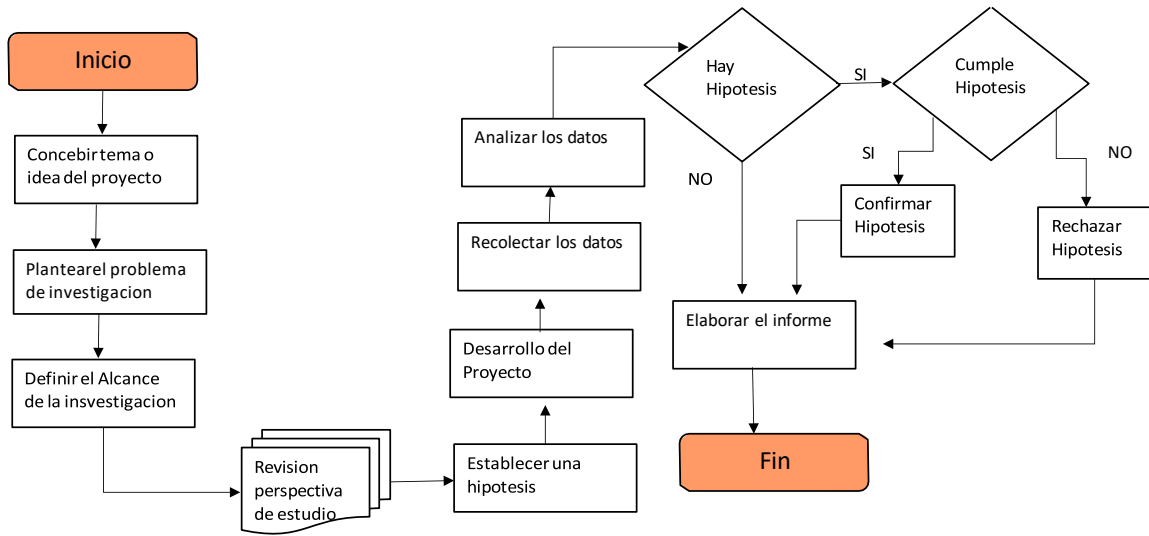 Inicio
Concebir tema o
idea del proyecto
Plantear el problema
de investigacion
Definir el Alcance
de la insvestigacion
Revision
perspectiva
de estudio
Establecer una
hipotesis
Desarrollo del
Proyecto
Recolectar los datos
Analizar los datos
Hay
Hipotesis
SI
NO
Cumple
Hipotesis
SI
NO
Confirmar
Hipotesis
Rechazar
Hipotesis
Elaborar el informe
Fin